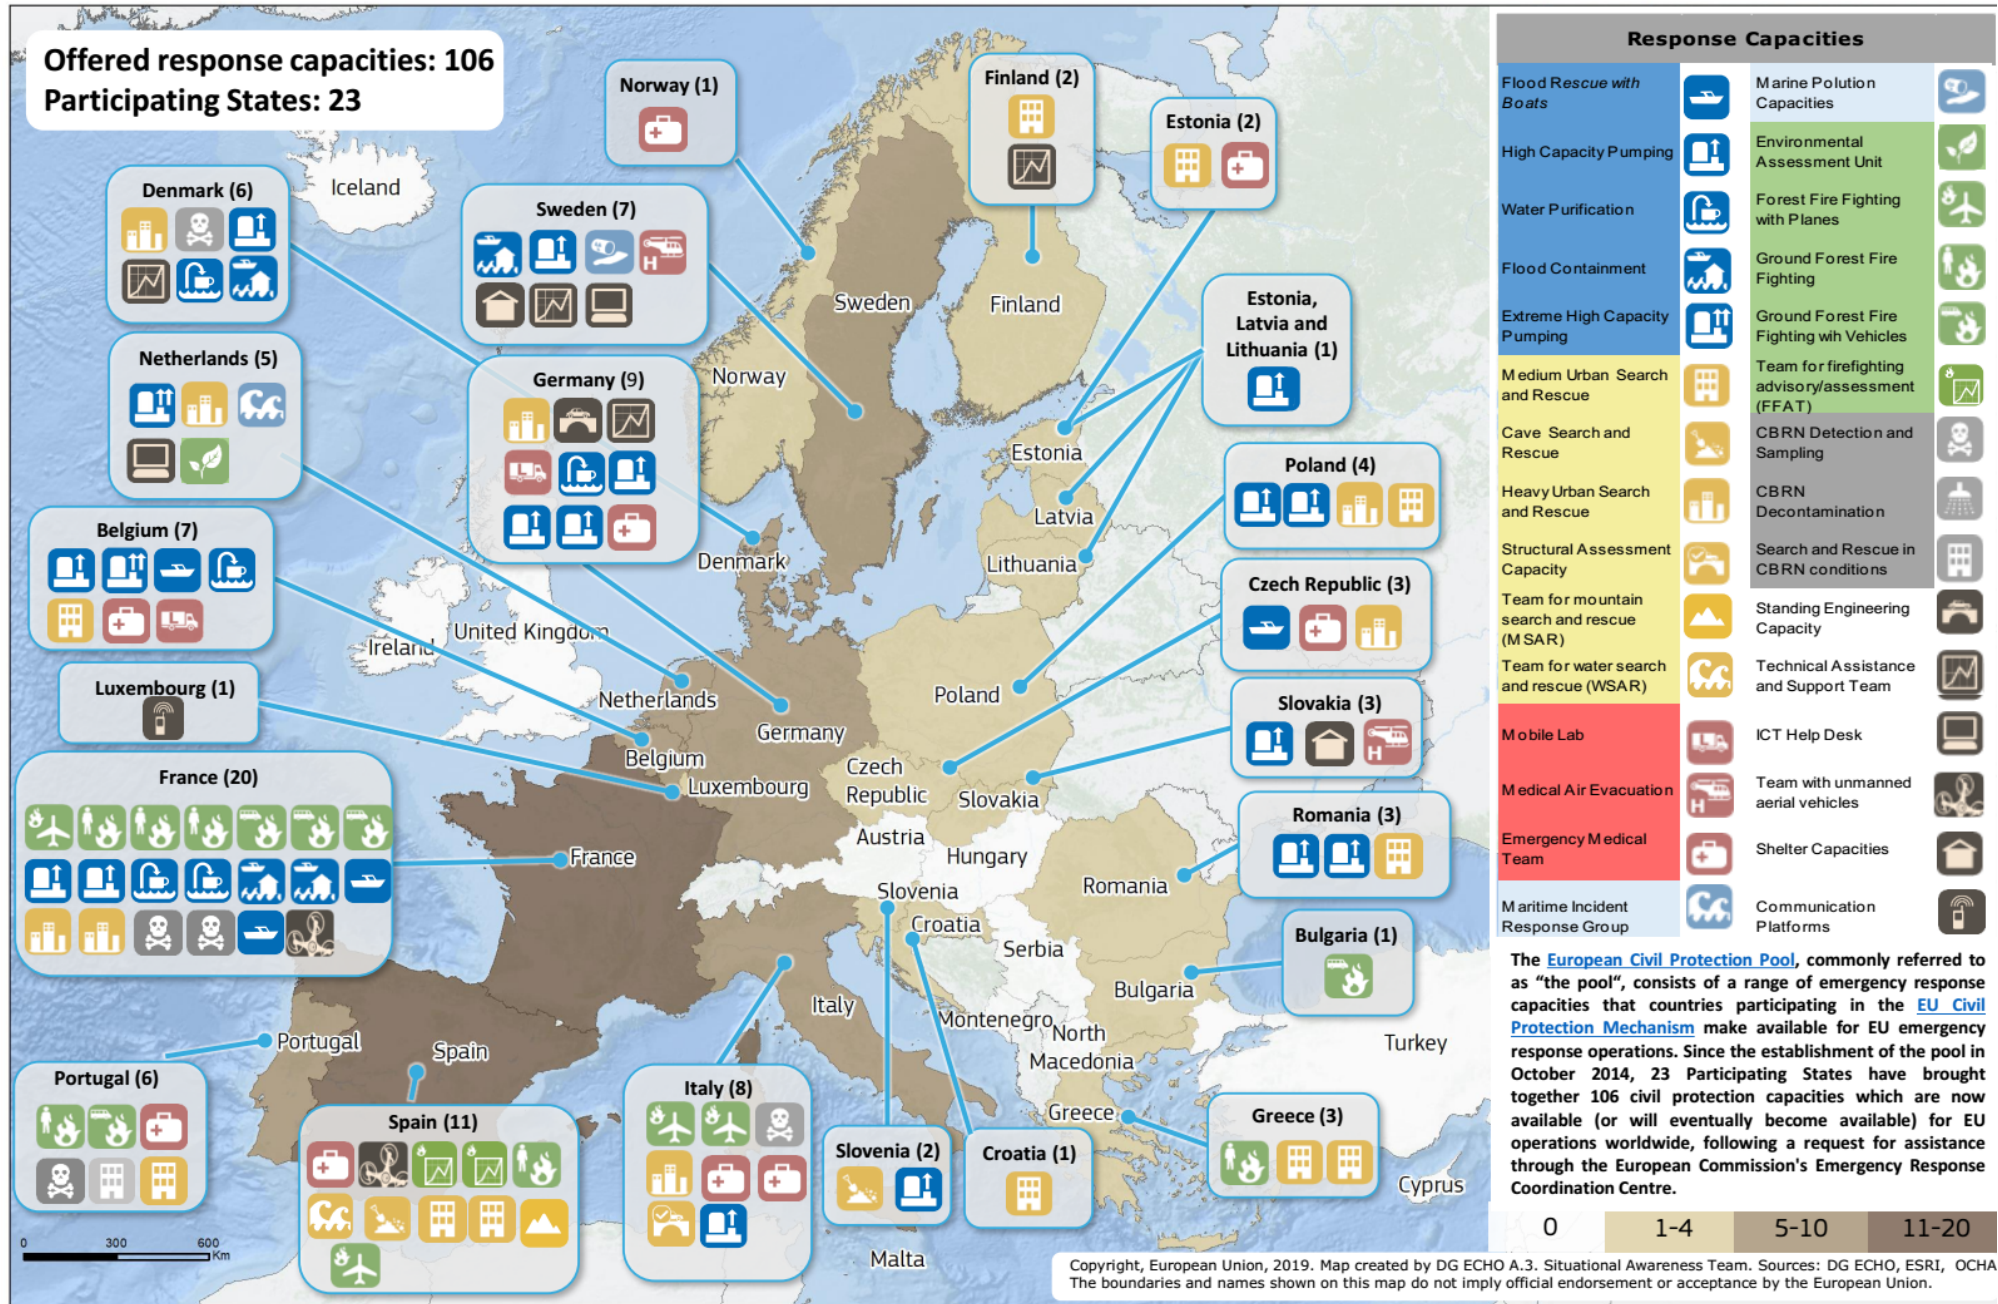 Offered response capacities: 106
Participating States: 23
Norway (1)
Finland (2)
Estonia (2)
Denmark (6)
Sweden (7)
Estonia,
Latvia and
Lithuania (1)
Netherlands (5)
Germany (9)
Poland (4)
Belgium (7)
Czech Republic (3)
Luxembourg (1)
Slovakia (3)
France (20)
Romania (3)
Bulgaria (1)
Portugal (6)
Spain (11)
Italy (8)
Slovenia (2)
Croatia (1)
Greece (3)
Iceland
Sweden
Finland
Norway
Estonia
Latvia
Lithuania
Denmark
Ireland
United Kingdom
Netherlands
Poland
Germany
Belgium
Luxembourg
Czech
Republic
Slovakia
Austria
Hungary
France
Slovenia
Romania
Croatia
Serbia
Bulgaria
Italy
Montenegro
North
Macedonia
Portugal
Spain
Turkey
Greece
Cyprus
Malta
0 300 600
Km
Response Capacities
Flood Rescue with
Boats
High Capacity Pumping
Water Purification
Flood Containment
Extreme High Capacity
Pumping
Medium Urban Search
and Rescue
Cave Search and
Rescue
Heavy Urban Search
and Rescue
Structural Assessment
Capacity
Team for mountain
search and rescue
(MSAR)
Team for water search
and rescue (WSAR)
Mobile Lab
Medical Air Evacuation
H
Emergency Medical
Team
Maritime Incident
Response Group
Marine Polution
Capacities
Environmental
Assessment Unit
Forest Fire Fighting
with Planes
Ground Forest Fire
Fighting
Ground Forest Fire
Fighting wih Vehicles
Team for firefighting
advisory/assessment
(FFAT)
CBRN Detection and
Sampling
CBRN
Decontamination
Search and Rescue in
CBRN conditions
Standing Engineering
Capacity
Technical Assistance
and Support Team
ICT Help Desk
Team with unmanned
aerial vehicles
Shelter Capacities
Communication
Platforms
The European Civil Protection Pool, commonly referred to
as “the pool“, consists of a range of emergency response
capacities that countries participating in the EU Civil
Protection Mechanism make available for EU emergency
response operations. Since the establishment of the pool in
October 2014, 23 Participating States have brought
together 106 civil protection capacities which are now
available (or will eventually become available) for EU
operations worldwide, following a request for assistance
through the European Commission's Emergency Response
Coordination Centre.
0 1-4 5-10 11-20
Copyright, European Union, 2019. Map created by DG ECHO A.3. Situational Awareness Team. Sources: DG ECHO, ESRI, OCHA
The boundaries and names shown on this map do not imply official endorsement or acceptance by the European Union.